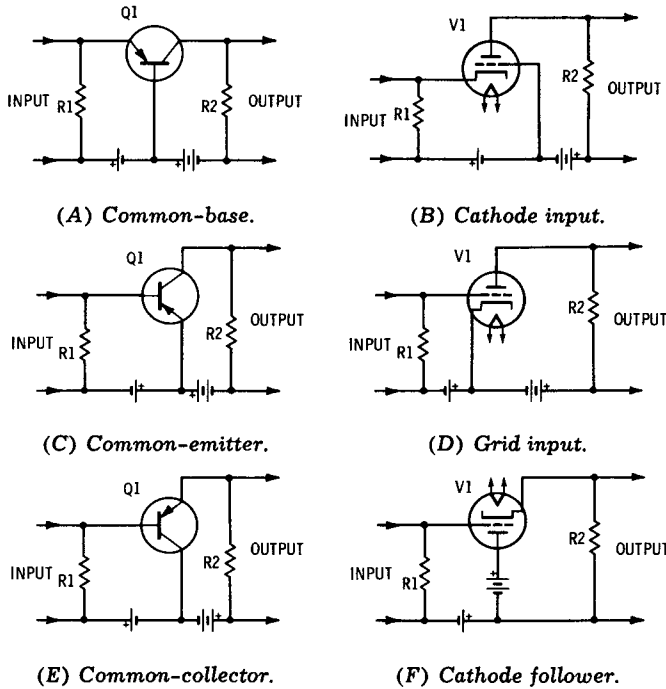 Q1
INPUT R1 R2 OUTPUT
+ +
(A) Common-base.
V1
INPUT R1 R2 OUTPUT
+ +
(B) Cathode input.
Q1
INPUT R1 R2 OUTPUT
+ +
(C) Common-emitter.
V1
INPUT R1 R2 OUTPUT
+ +
(D) Grid input.
Q1
INPUT R1 R2 OUTPUT
+ +
(E) Common-collector.
V1
INPUT R1 R2 OUTPUT
+
+
(F) Cathode follower.